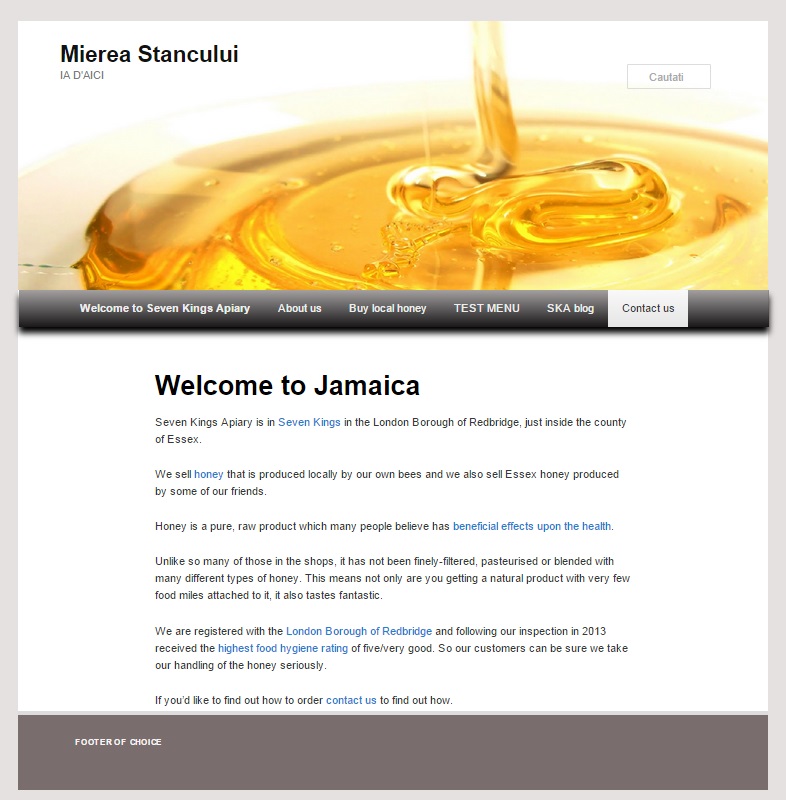 Mierea Stancului
IA D'AICI
Cautati
Welcome to Seven Kings Apiary About us Buy local honey TEST MENU SKA blog Contact us
Welcome to Jamaica
Seven Kings Apiary is in Seven Kings in the London Borough of Redbridge, just inside the county
of Essex.
We sell honey that is produced locally by our own bees and we also sell Essex honey produced
by some of our friends.
Honey is a pure, raw product which many people believe has beneficial effects upon the health.
Unlike so many of those in the shops, it has not been finely-filtered, pasteurised or blended with
many different types of honey. This means not only are you getting a natural product with very few
food miles attached to it, it also tastes fantastic.
We are registered with the London Borough of Redbridge and following our inspection in 2013
received the highest food hygiene rating of five/very good. So our customers can be sure we take
our handling of the honey seriously.
If you'd like to find out how to order contact us to find out how.
FOOTER OF CHOICE